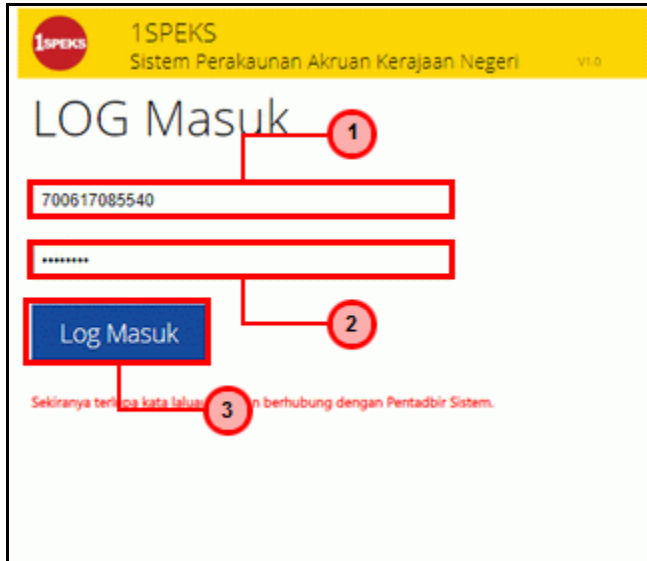 1SPEKS
1SPEKS
Sistem Perakaunan Akruan Kerajaan Negeri
V1.0
LOG Masuk
1
700617085540
••••••••
2
Log Masuk
Sekiranya terlupa kata laluan berhubung dengan Pentadbir Sistem.
3